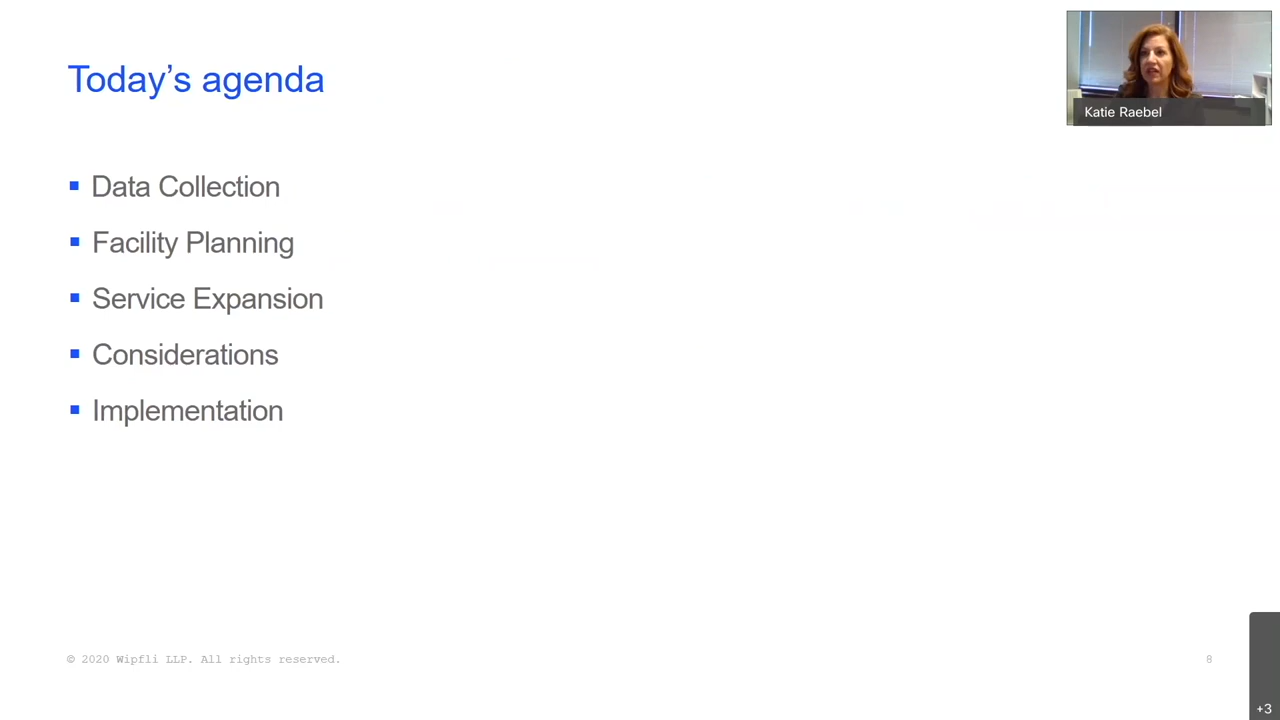 Today's agenda
Katie Raebel
Data Collection
Facility Planning
Service Expansion
Considerations
Implementation
© 2020 Wipfli LLP. All rights reserved.
8
+3